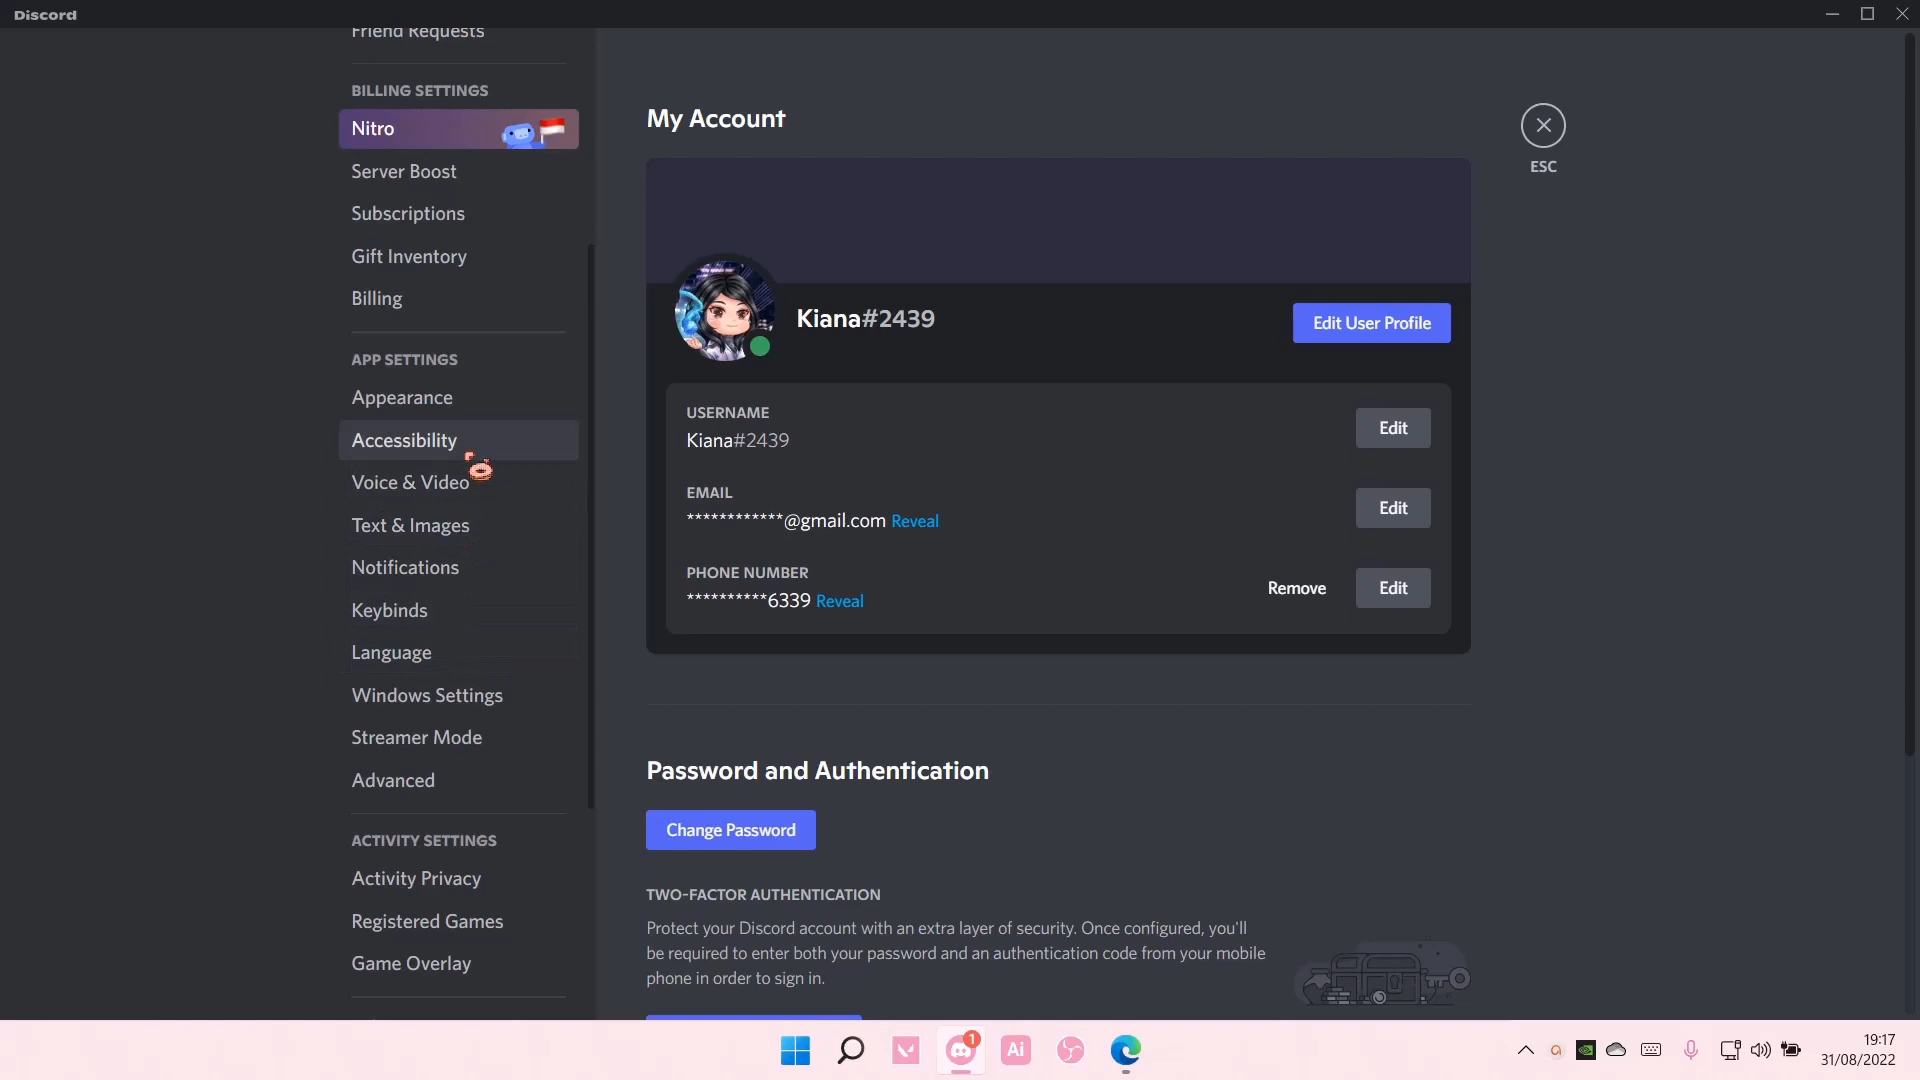 Discord
Friend Requests
BILLING SETTINGS
Nitro
Server Boost
Subscriptions
Gift Inventory
Billing
APP SETTINGS
Appearance
Accessibility
Voice & Video
Text & Images
Notifications
Keybinds
Language
Windows Settings
Streamer Mode
Advanced
ACTIVITY SETTINGS
Activity Privacy
Registered Games
Game Overlay
My Account
ESC
Kiana#2439
Edit User Profile
USERNAME
Kiana#2439
Edit
EMAIL
************@gmail.com Reveal
Edit
PHONE NUMBER
**********6339 Reveal
Remove
Edit
Password and Authentication
Change Password
TWO-FACTOR AUTHENTICATION
Protect your Discord account with an extra layer of security. Once configured, you'll
be required to enter both your password and an authentication code from your mobile
phone in order to sign in.
1
Ai
19:17
31/08/2022